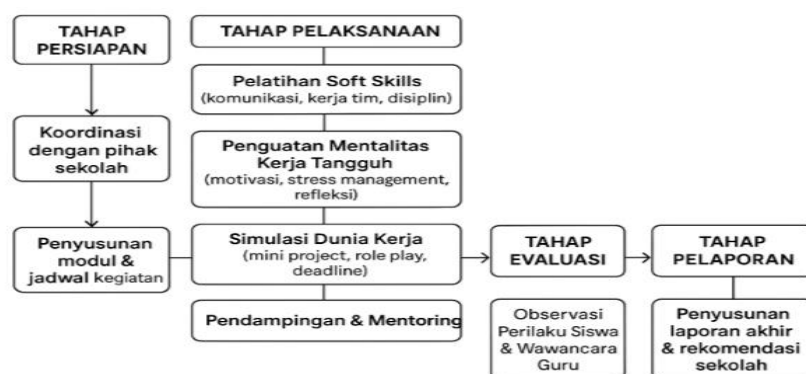 TAHAP
PERSIAPAN
Koordinasi
dengan pihak
sekolah
Penyusunan
modul &
jadwal kegiatan
TAHAP PELAKSANAAN
Pelatihan Soft Skills
(komunikasi, kerja tim, disiplin)
Penguatan Mentalitas
Kerja Tangguh
(motivasi, stress management,
refleksi)
Simulasi Dunia Kerja
(mini project, role play,
deadline)
Pendampingan & Mentoring
TAHAP
EVALUASI
Observasi
Perilaku Siswa
& Wawancara
Guru
TAHAP
PELAPORAN
Penyusunan
laporan akhir
& rekomendasi
sekolah